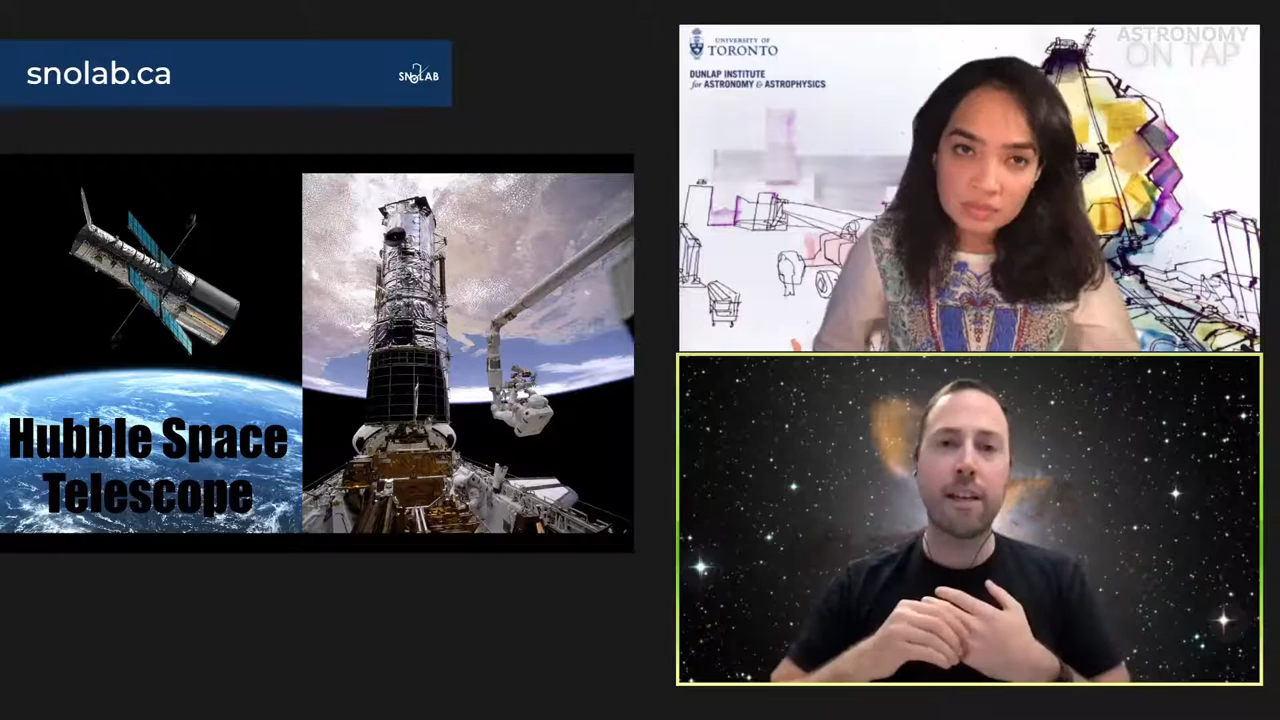 snolab.ca
SNOLAB
Hubble Space
Telescope
UNIVERSITY OF
TORONTO
DUNLAP INSTITUTE
for ASTRONOMY & ASTROPHYSICS
ASTRONOMY
ON TAP